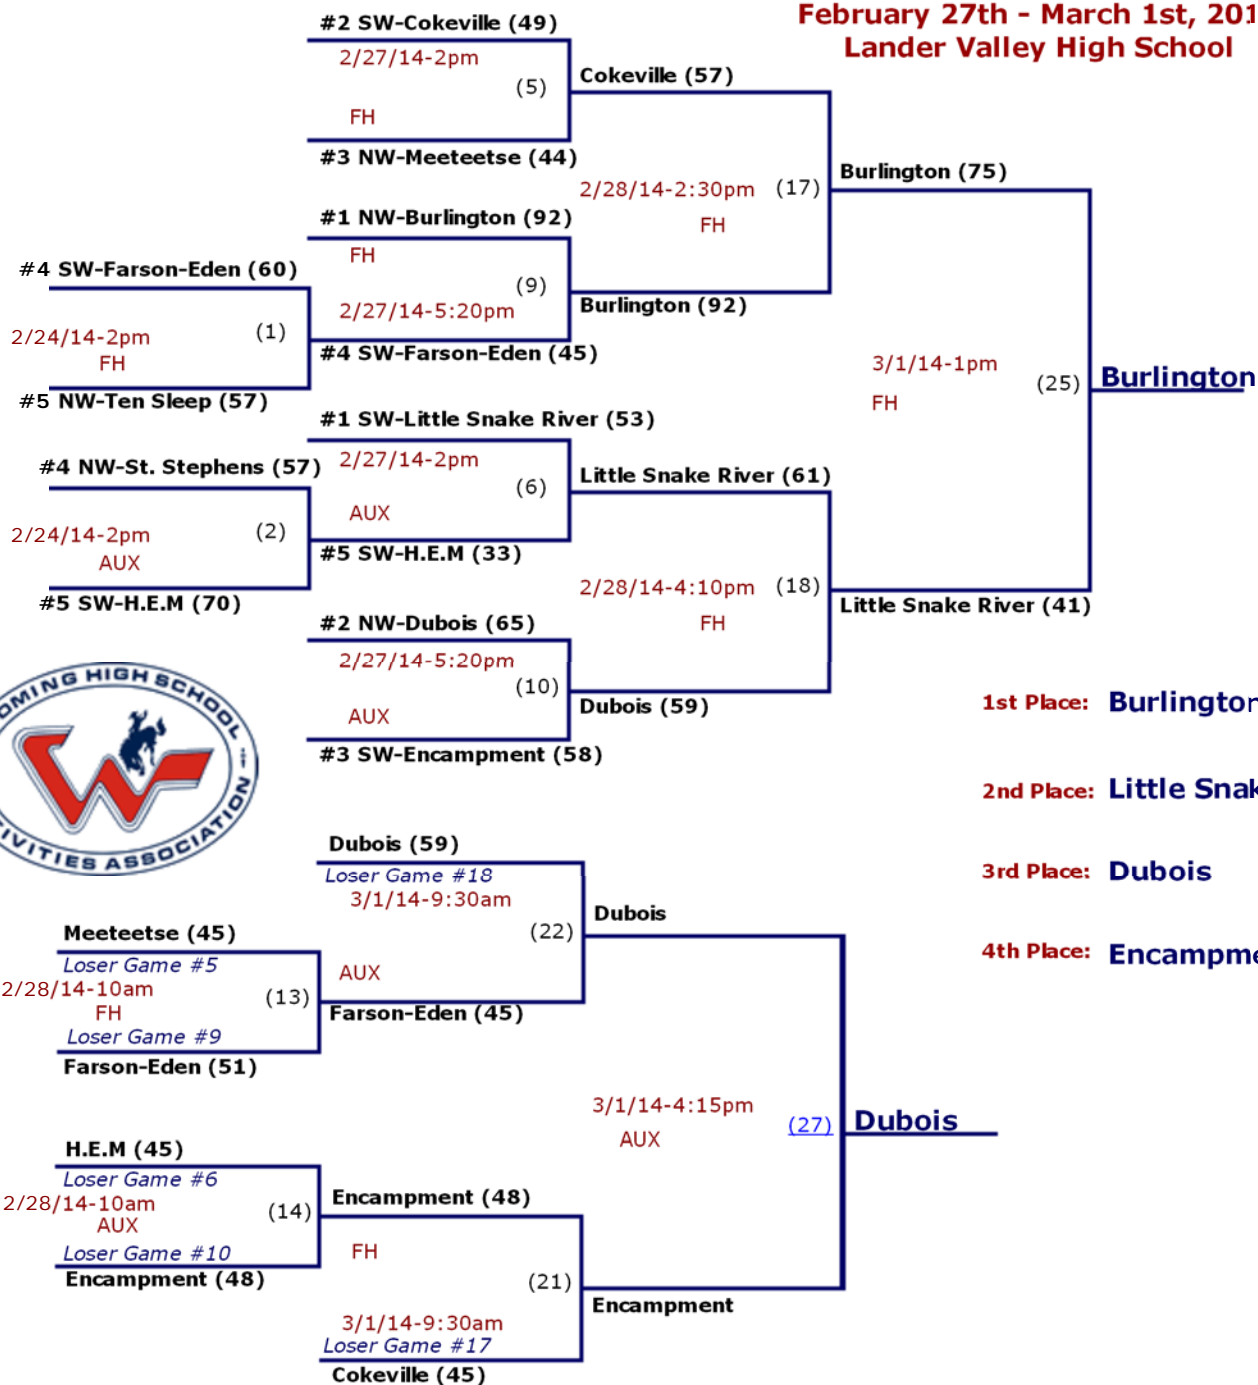 February 27th - March 1st, 201
Lander Valley High School
#2 SW-Cokeville (49)
2/27/14-2pm
(5)
FH
#3 NW-Meeteetse (44)
Cokeville (57)
2/28/14-2:30pm (17)
FH
Burlington (75)
#1 NW-Burlington (92)
FH
(9)
2/27/14-5:20pm
#4 SW-Farson-Eden (45)
Burlington (92)
#4 SW-Farson-Eden (60)
2/24/14-2pm (1)
FH
#5 NW-Ten Sleep (57)
3/1/14-1pm
(25)
FH
Burlington
#1 SW-Little Snake River (53)
2/27/14-2pm
(6)
AUX
#5 SW-H.E.M (33)
#4 NW-St. Stephens (57)
2/24/14-2pm (2)
AUX
#5 SW-H.E.M (70)
Little Snake River (61)
2/28/14-4:10pm (18)
FH
Little Snake River (41)
#2 NW-Dubois (65)
2/27/14-5:20pm
(10)
AUX
#3 SW-Encampment (58)
Dubois (59)
OMING HIGH SCHOOL
IVITIES ASSOCIATION
W
1st Place: Burlington
2nd Place: Little Snak
3rd Place: Dubois
4th Place: Encampme
Dubois (59)
Loser Game #18
3/1/14-9:30am
(22)
AUX
Farson-Eden (45)
Dubois
Meeteetse (45)
Loser Game #5
2/28/14-10am
(13)
FH
Loser Game #9
Farson-Eden (51)
3/1/14-4:15pm
(27)
AUX
Dubois
H.E.M (45)
Loser Game #6
2/28/14-10am
(14)
AUX
Loser Game #10
Encampment (48)
Encampment (48)
FH
(21)
3/1/14-9:30am
Loser Game #17
Cokeville (45)
Encampment